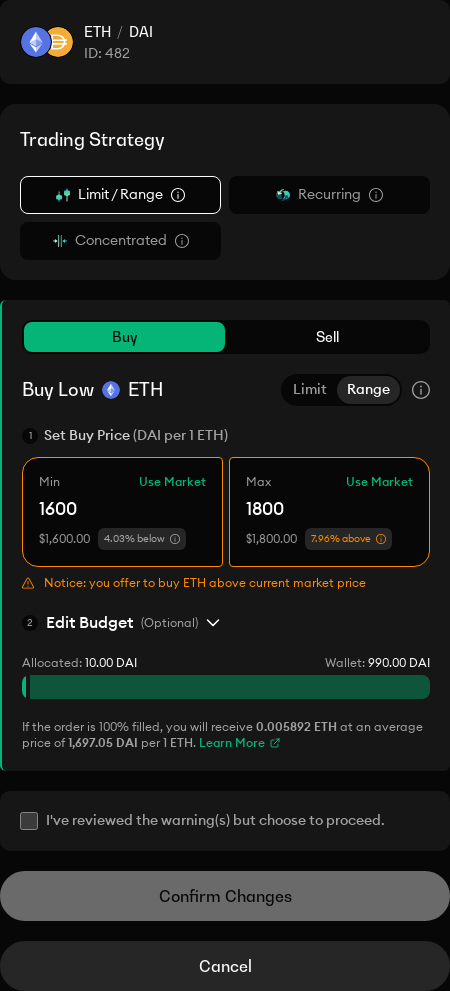 ETH / DAI
ID: 482
Trading Strategy
Limit / Range
Recurring
Concentrated
Buy
Sell
Buy Low ETH
Limit
Range
1 Set Buy Price (DAI per 1 ETH)
Min Use Market
1600
$1,600.00 4.03% below
Max Use Market
1800
$1,800.00 7.96% above
Notice: you offer to buy ETH above current market price
2 Edit Budget (Optional)
Allocated: 10.00 DAI
Wallet: 990.00 DAI
If the order is 100% filled, you will receive 0.005892 ETH at an average
price of 1,697.05 DAI per 1 ETH. Learn More
I've reviewed the warning(s) but choose to proceed.
Confirm Changes
Cancel